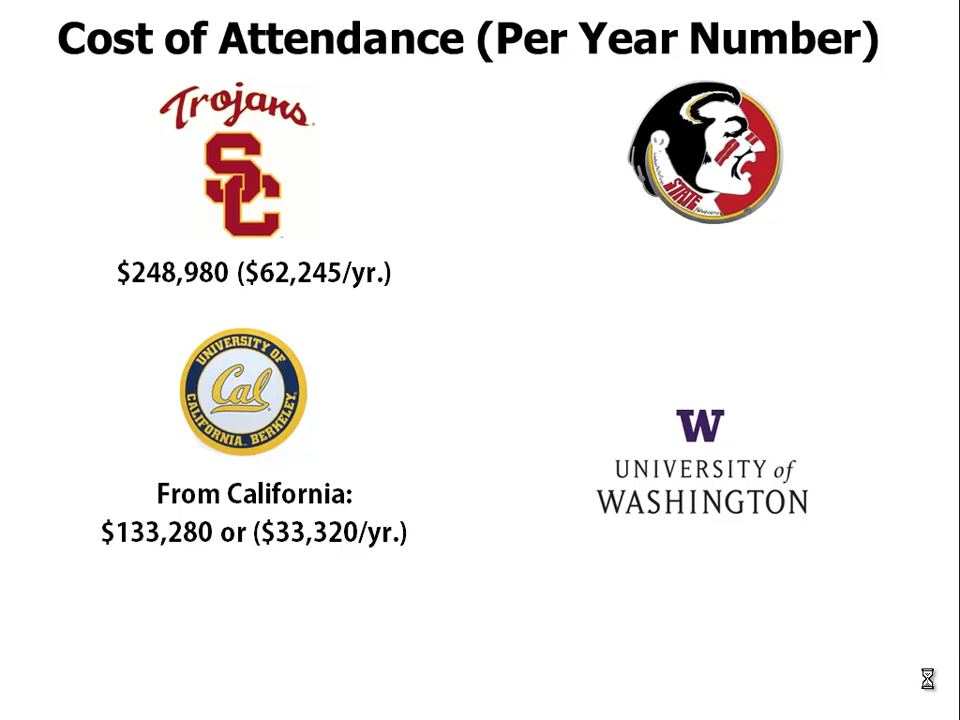 Cost of Attendance (Per Year Number)
Trojans
SC
STATE
$248,980 ($62,245/yr.)
UNIVERSITY OF
Cal
CALIFORNIA. BERKELEY.
From California:
$133,280 or ($33,320/yr.)
W
UNIVERSITY of
WASHINGTON